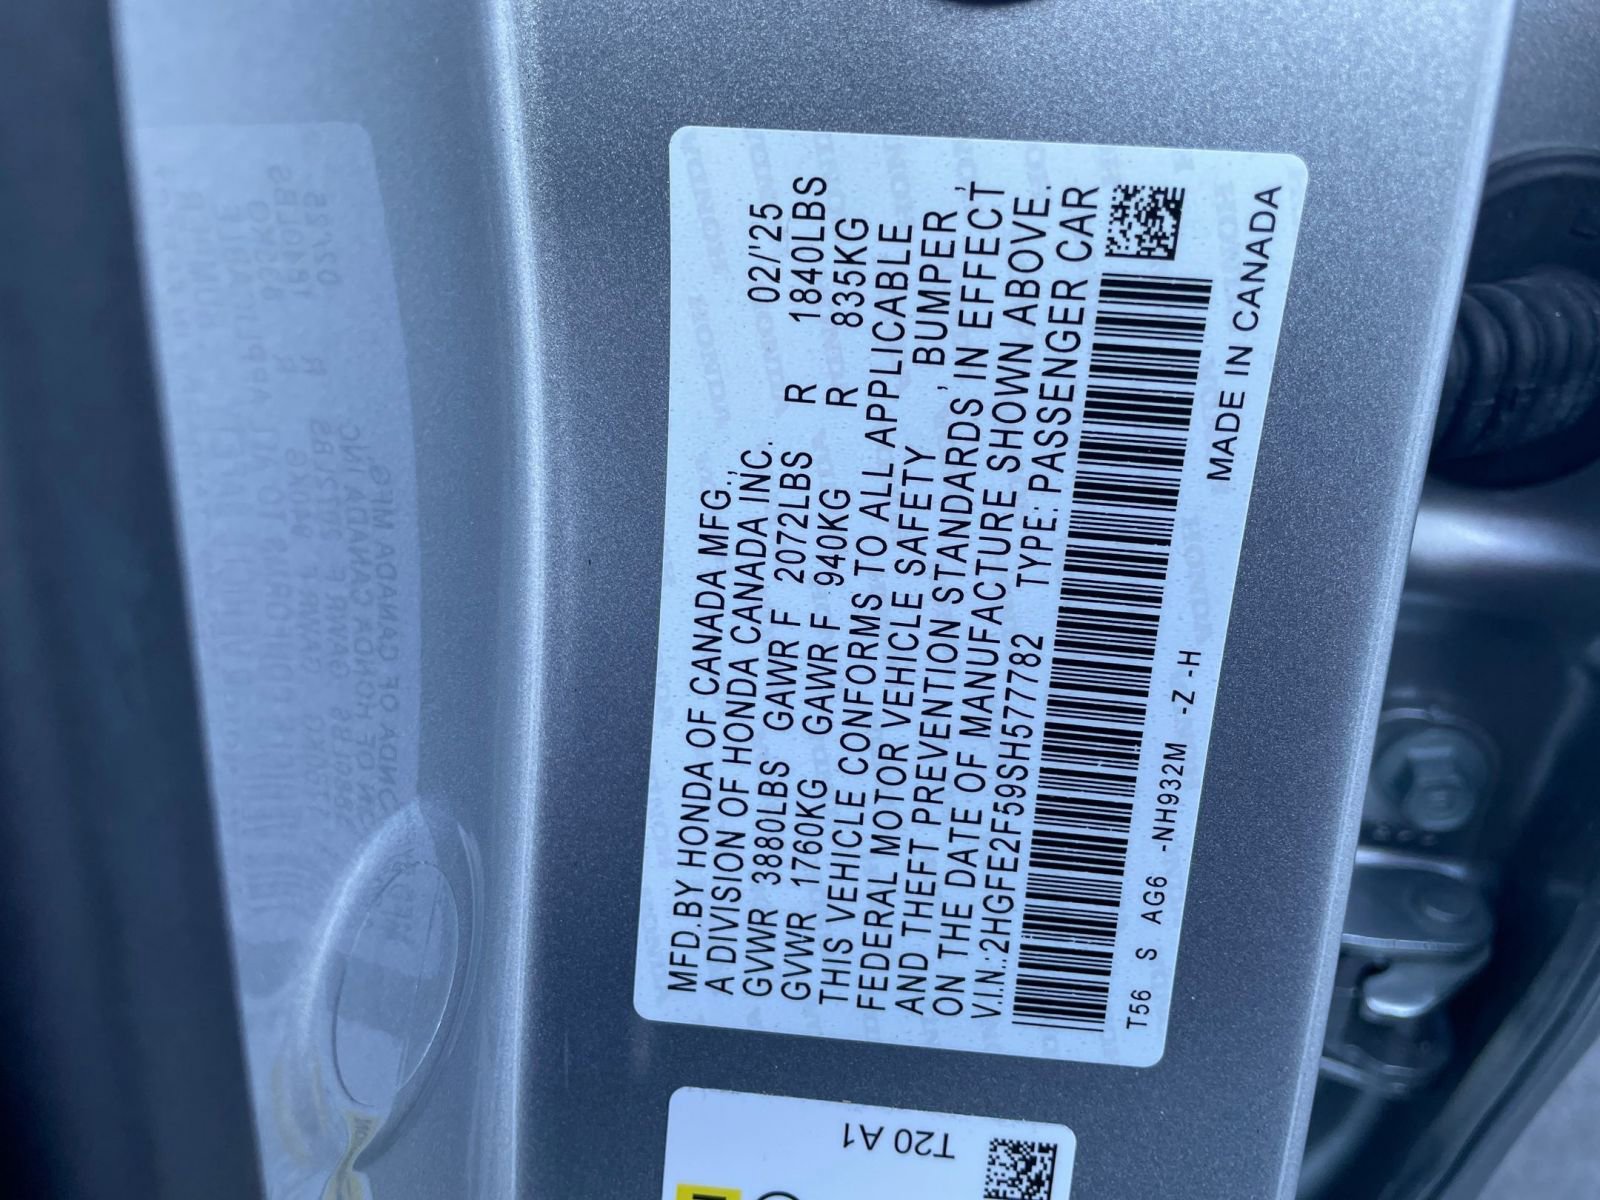 MFD.BY HONDA OF CANADA MFG.,
A DIVISION OF HONDA CANADA INC. 02/'25
GVWR 3880LBS GAWR F 2072LBS R 1840LBS
GVWR 1760KG GAWR F 940KG R 835KG
THIS VEHICLE CONFORMS TO ALL APPLICABLE
FEDERAL MOTOR VEHICLE SAFETY , BUMPER ,
AND THEFT PREVENTION STANDARDS, IN EFFECT
ON THE DATE OF MANUFACTURE SHOWN ABOVE.
V.I.N.:2HGFE2F59SH577782 TYPE: PASSENGER CAR
T56 S AG6 -NH932M -Z -H MADE IN CANADA
T20 A1